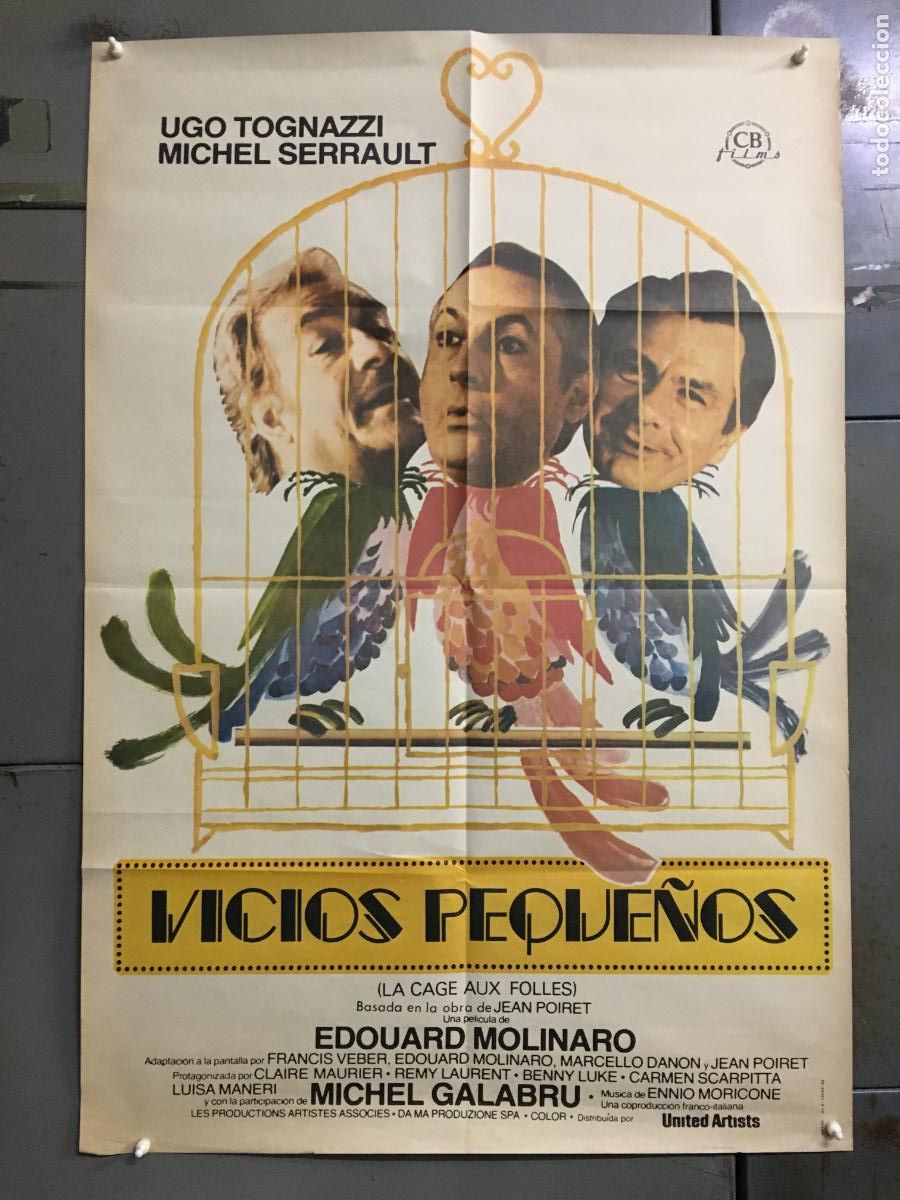 UGO TOGNAZZI
MICHEL SERRAULT
CB
films
VICIOS PEQUEÑOS
(LA CAGE AUX FOLLES)
Basada en la obra de JEAN POIRET
Una película de
EDOUARD MOLINARO
Adaptación a la pantalla por FRANCIS VEBER, EDOUARD MOLINARO, MARCELLO DANON y JEAN POIRET
Protagonizada por CLAIRE MAURIER • REMY LAURENT • BENNY LUKE • CARMEN SCARPITTA
LUISA MANERI
y con la participación de MICHEL GALABRU • Musica de ENNIO MORICONE
Una coproducción franco-italiana
LES PRODUCTIONS ARTISTES ASSOCIES • DA MA PRODUZIONE SPA • COLOR • Distribuída por United Artists
todocoleccion